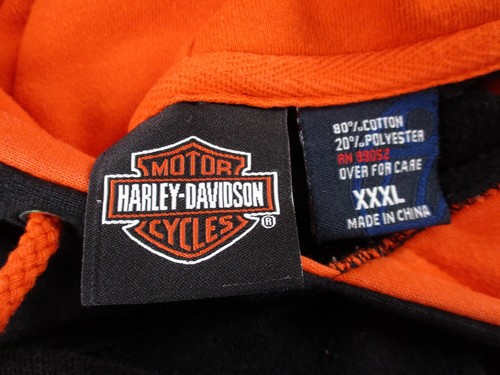 MOTOR
HARLEY-DAVIDSON
CYCLES
®
80% COTTON
20% POLYESTER
RN 99052
OVER FOR CARE
XXXL
MADE IN CHINA